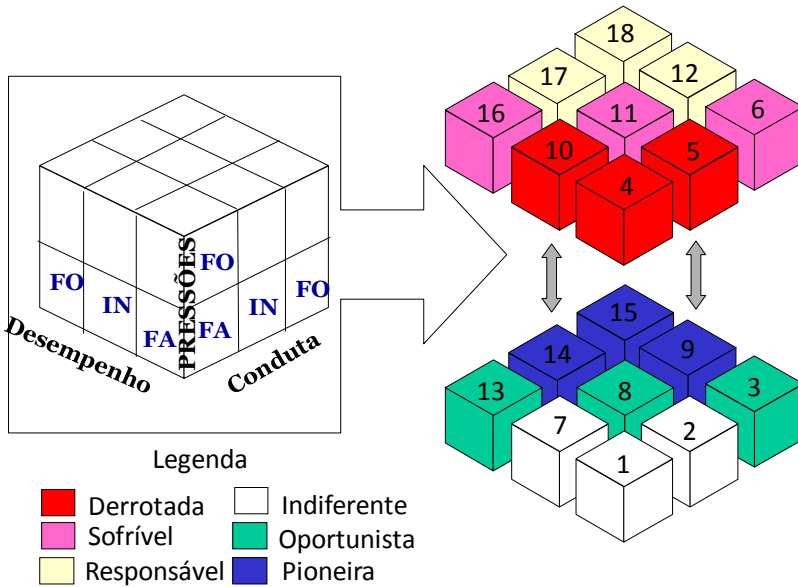 PRESSÕES
FO
FO
IN
FA
FA
IN
FO
Desempenho
Conduta
18
17
12
16
11
6
10
5
4
15
14
9
13
8
3
7
2
1
Legenda
Derrotada
Indiferente
Sofrível
Oportunista
Responsável
Pioneira